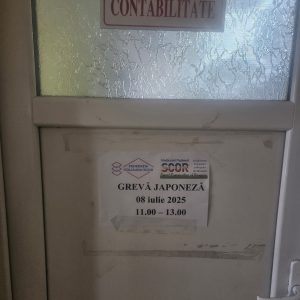 CONTABILITATE
SCOR
GREVĂ JAPONEZĂ
08 iulie 2025
11.00 – 13.00